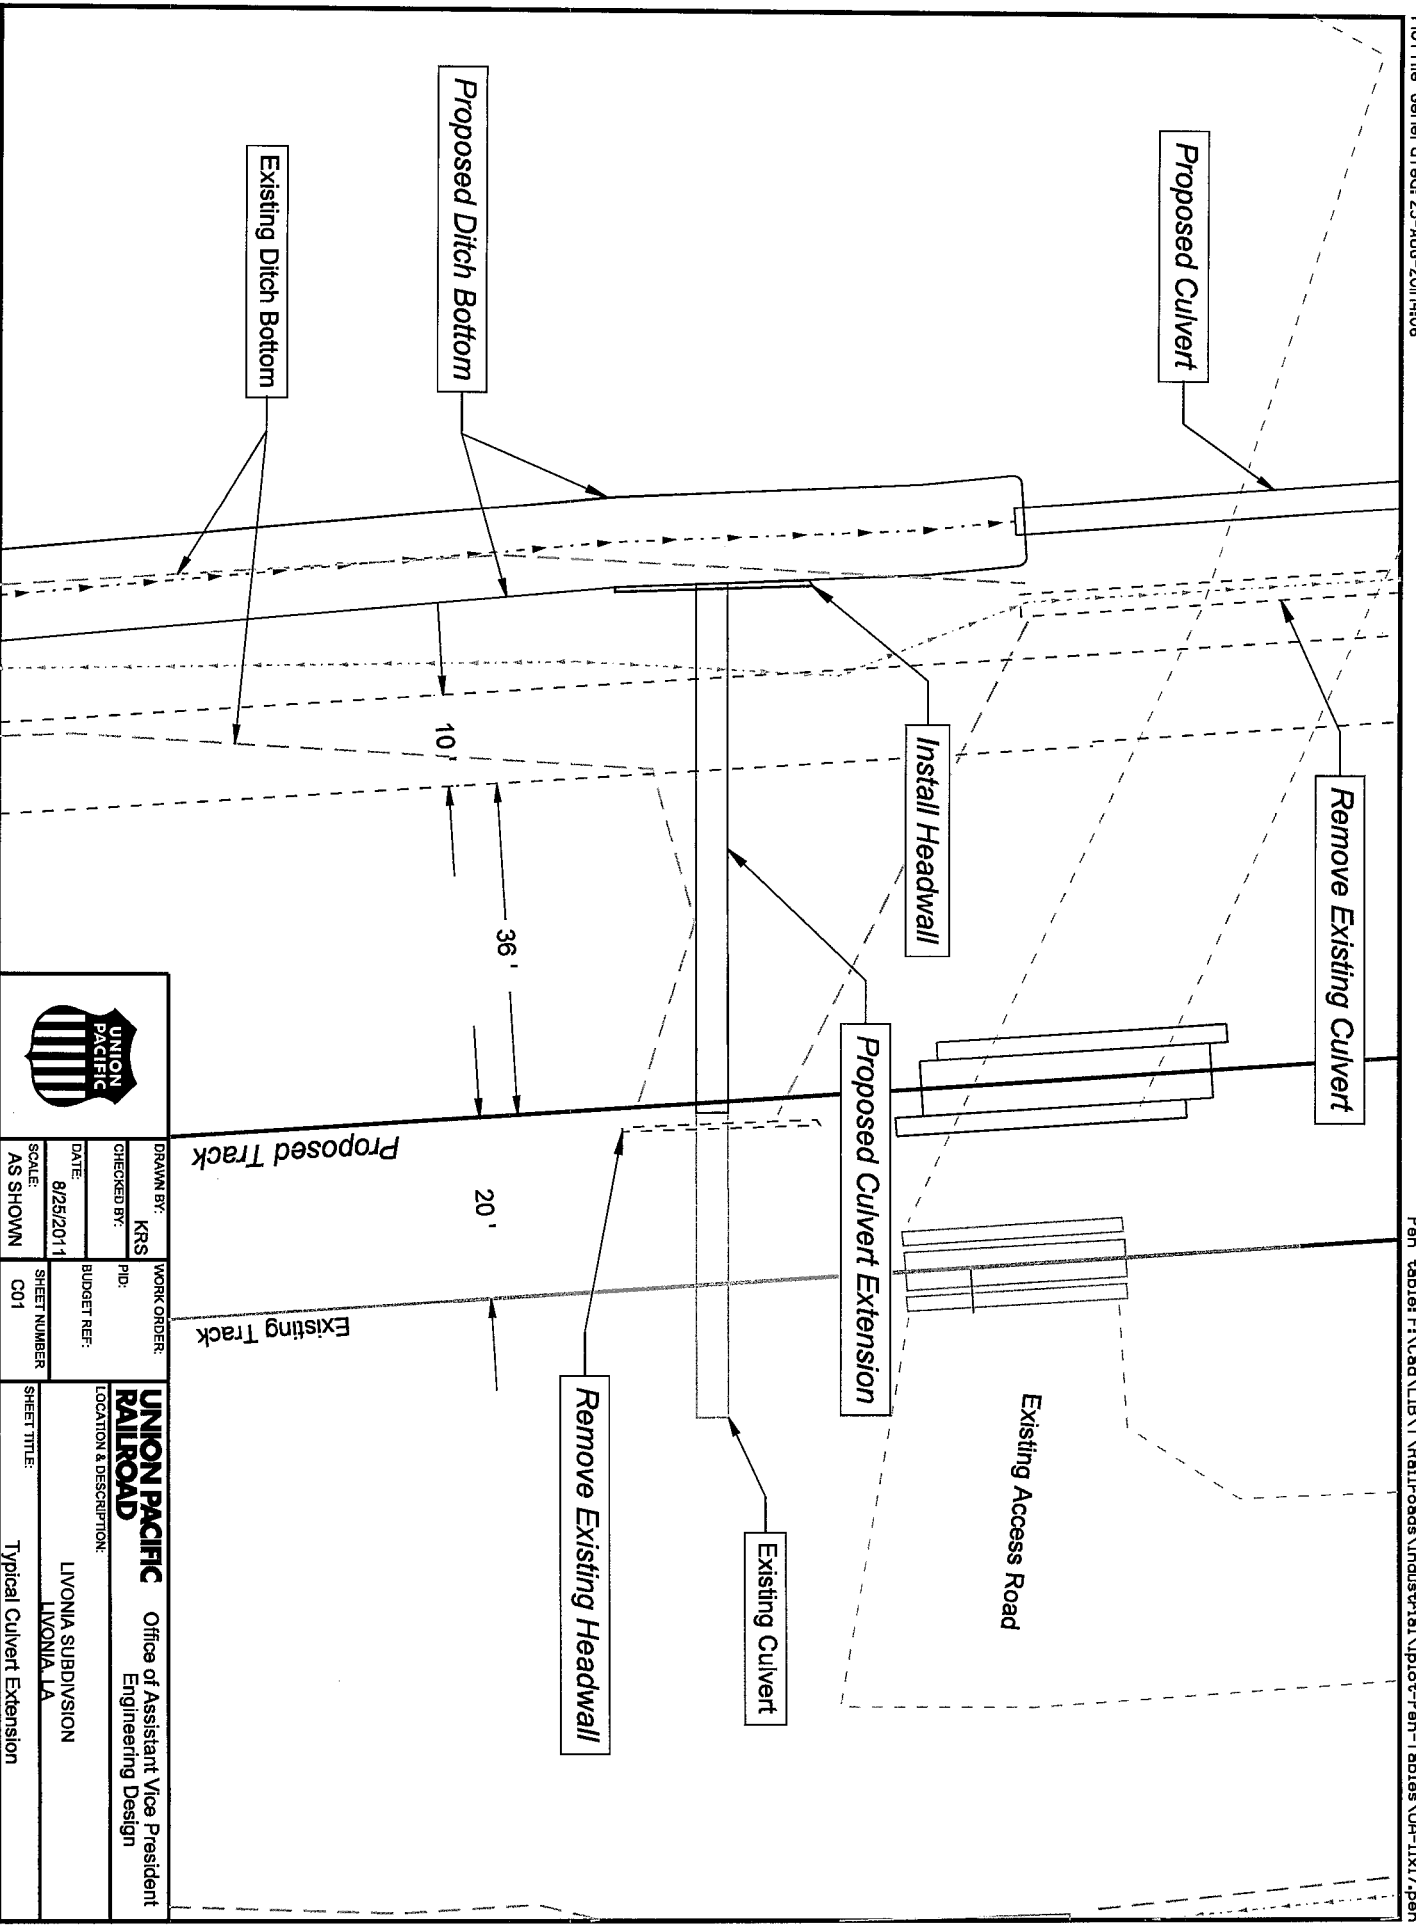 Proposed Culvert
Remove Existing Culvert
Proposed Ditch Bottom
Existing Ditch Bottom
Install Headwall
10'
36'
Proposed Culvert Extension
Proposed Track
20'
Existing Track
Remove Existing Headwall
Existing Culvert
Existing Access Road
UNION
PACIFIC
DRAWN BY:
KRS
CHECKED BY:
DATE:
8/25/2011
SCALE:
AS SHOWN
WORK ORDER:
PID:
BUDGET REF:
SHEET NUMBER
C01
UNION PACIFIC
RAILROAD
Office of Assistant Vice President
Engineering Design
LOCATION & DESCRIPTION:
LIVONIA SUBDIVSION
LIVONIA, LA
SHEET TITLE:
Typical Culvert Extension